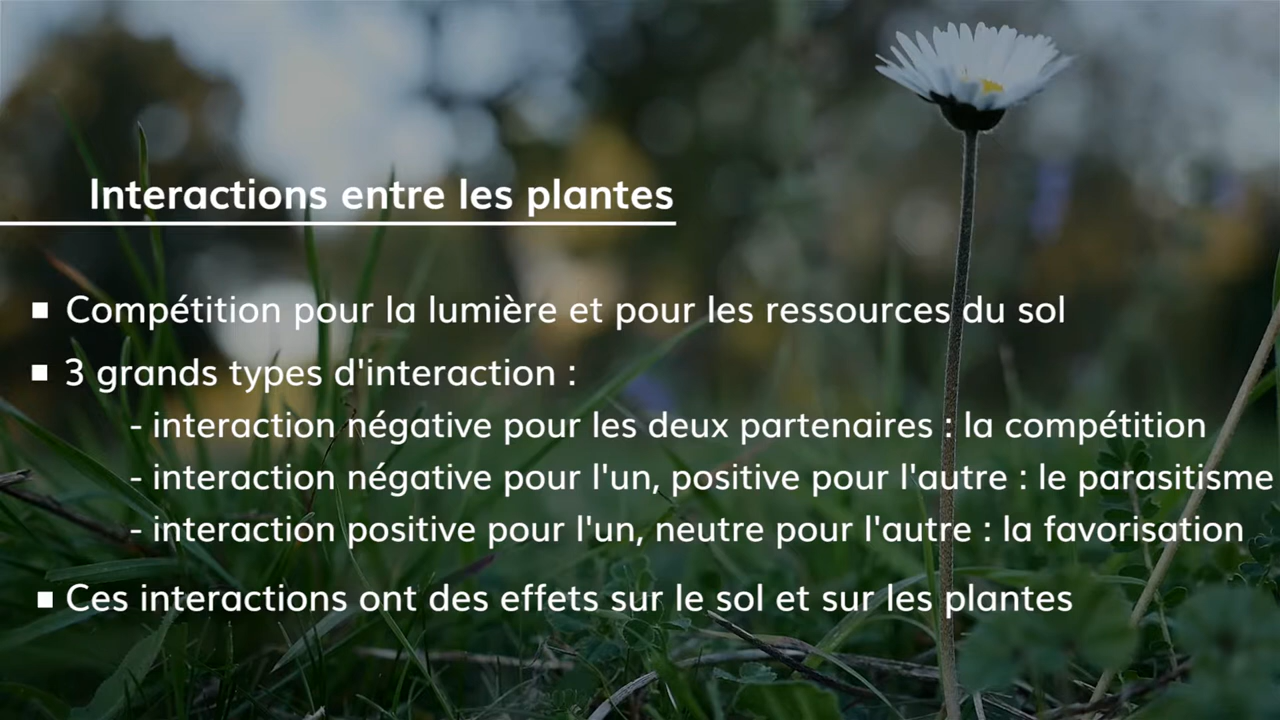 Interactions entre les plantes
▪ Compétition pour la lumière et pour les ressources du sol
▪ 3 grands types d'interaction :
- interaction négative pour les deux partenaires : la compétition
- interaction négative pour l'un, positive pour l'autre : le parasitisme
- interaction positive pour l'un, neutre pour l'autre : la favorisation
▪ Ces interactions ont des effets sur le sol et sur les plantes